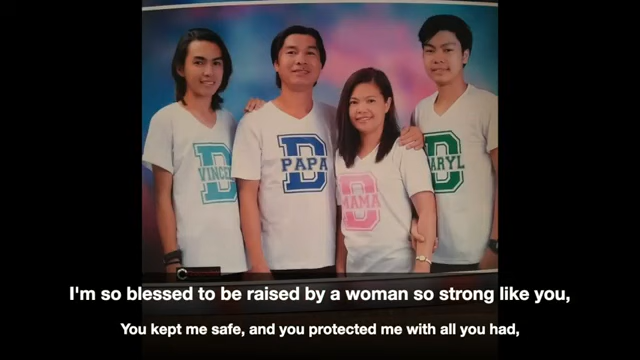 D
PAPA
D
ARYL
VINCE
D
MAMA
D
I'm so blessed to be raised by a woman so strong like you,
You kept me safe, and you protected me with all you had,